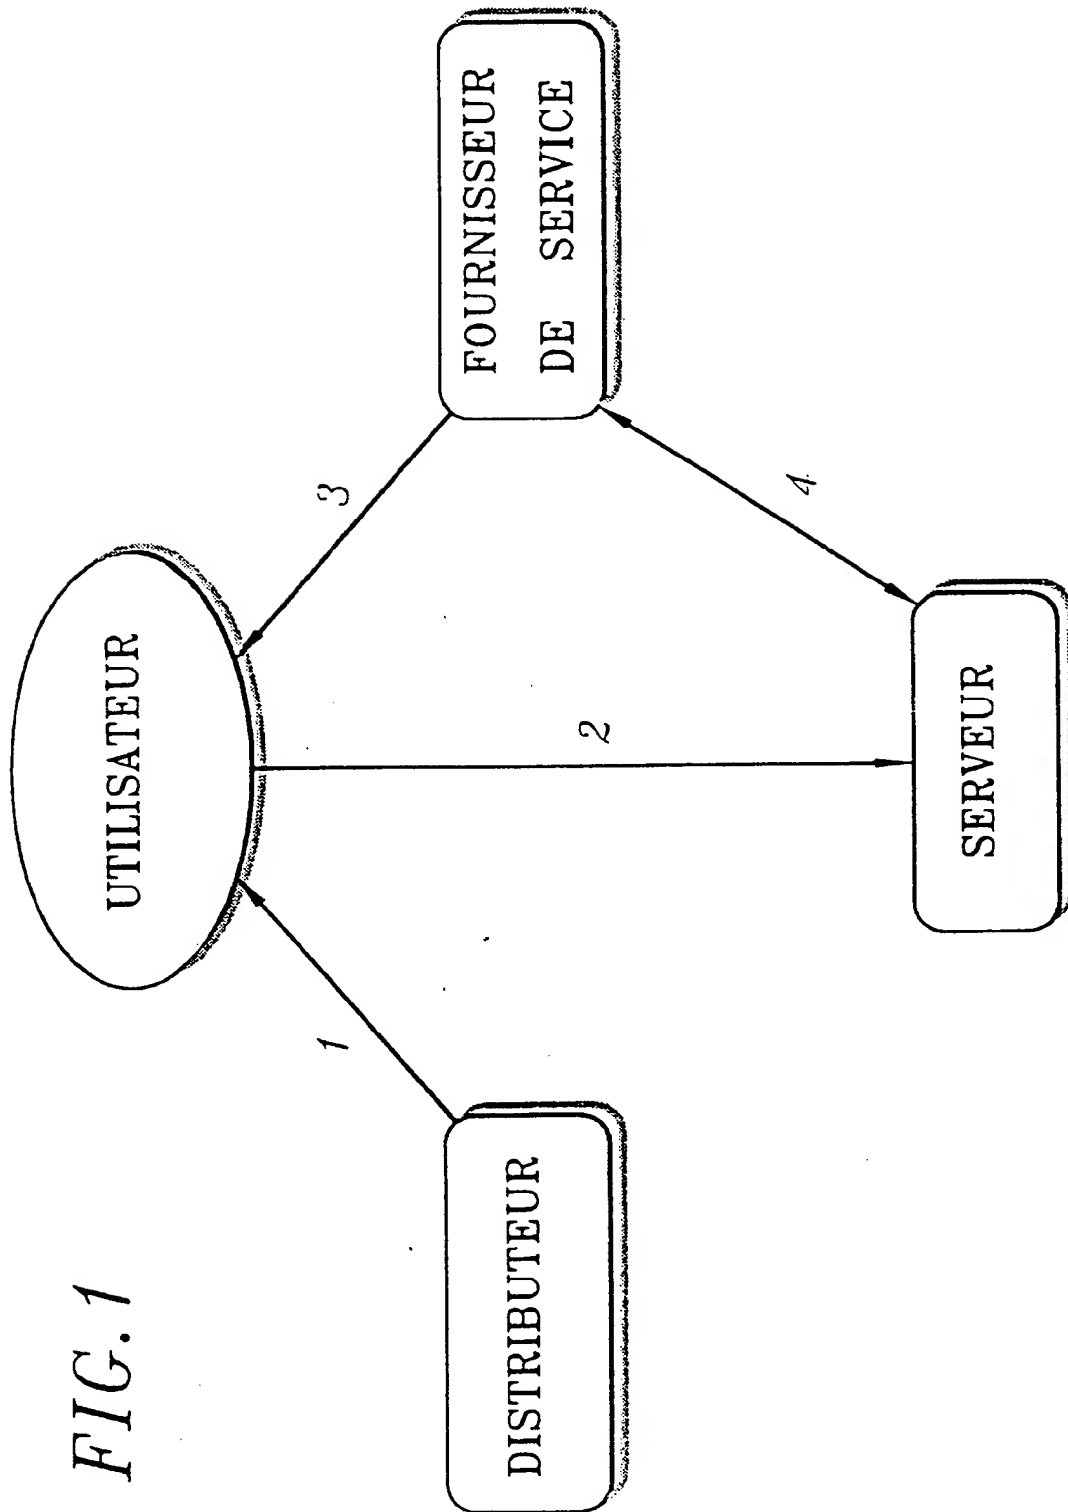 FIG.1
UTILISATEUR
1
3
DISTRIBUTEUR
2
FOURNISSEUR
DE SERVICE
4
SERVEUR